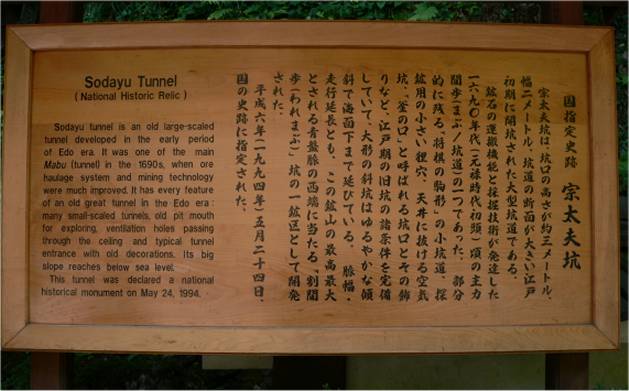 Sodayu Tunnel
( National Historic Relic )
Sodayu tunnel is an old large-scaled
tunnel developed in the early period
of Edo era. It was one of the main
Mabu (tunnel) in the 1690s, when ore
haulage system and mining technology
were much improved. It has every feature
of an old great tunnel in the Edo era :
many small-scaled tunnels, old pit mouth
for exploring, ventilation holes passing
through the ceiling and typical tunnel
entrance with old decorations. Its big
slope reaches below sea level.
This tunnel was declared a national
historical monument on May 24, 1994.
国指定史跡 宗太夫坑
宗太夫坑は、坑口の高さが約三メートル、
幅二メートル、坑道の断面が大きい江戸
初期に開坑された大型坑道である。
鉱石の運搬機能と採掘技術が発達した
一六九〇年代(元禄時代初頭)頃の主力
間歩(まぶ/坑道)の一つであった。部分
的に残る「将棋の駒形」の小坑道、探
鉱用の小さい狸穴、天井に抜ける空気
坑、「釜の口」と呼ばれる坑口とその飾
りなど、江戸期の旧坑の諸条件を完備
していて、大形の斜坑はゆるやかな傾
斜で海面下まで延びている。脈幅・
走行延長とも、この鉱山の最高最大
とされる青盤脈の西端に当たる「割間
歩(われまぶ)」坑の一鉱区として開発
された。
平成六年(一九九四年)五月二十四日、
国の史跡に指定された。